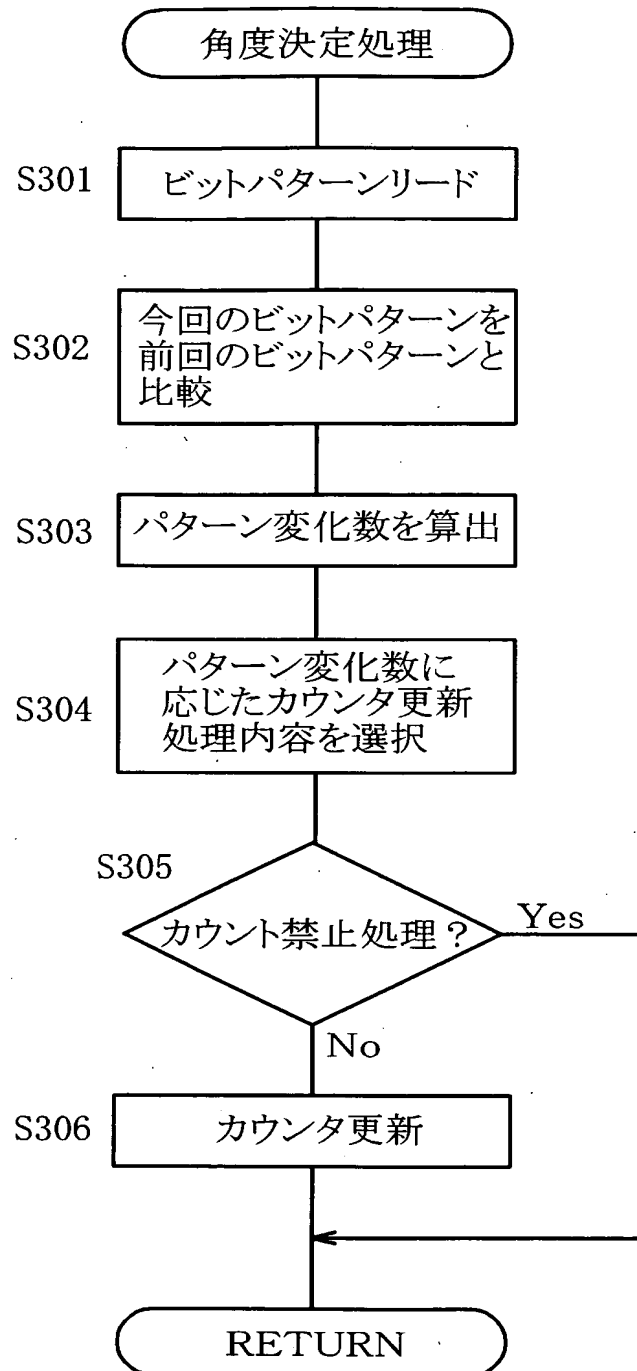 角度決定処理
S301
ビットパターンリード
S302
今回のビットパターンを
前回のビットパターンと
比較
S303
パターン変化数を算出
S304
パターン変化数に
応じたカウンタ更新
処理内容を選択
S305
カウント禁止処理?
Yes
No
S306
カウンタ更新
RETURN